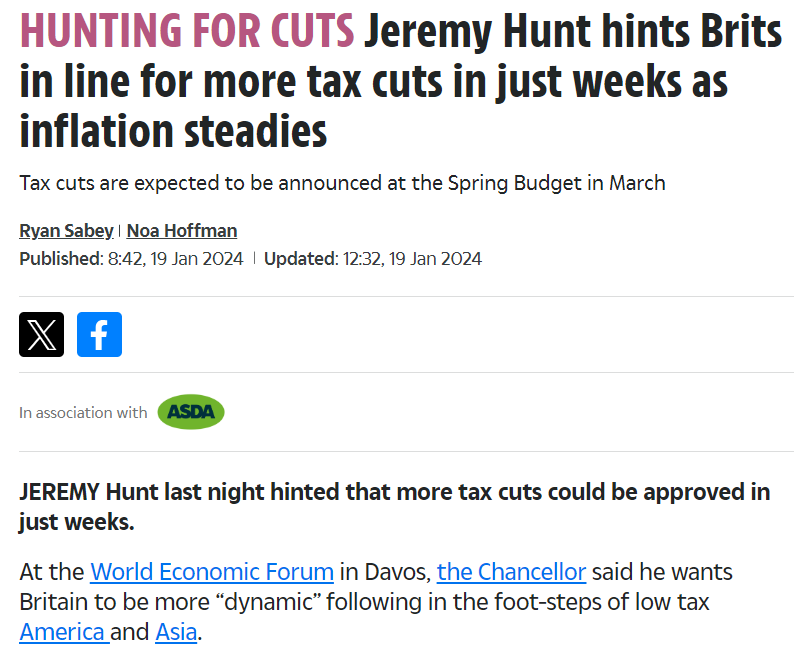 HUNTING FOR CUTS Jeremy Hunt hints Brits
in line for more tax cuts in just weeks as
inflation steadies
Tax cuts are expected to be announced at the Spring Budget in March
Ryan Sabey | Noa Hoffman
Published: 8:42, 19 Jan 2024 | Updated: 12:32, 19 Jan 2024
In association with ASDA
JEREMY Hunt last night hinted that more tax cuts could be approved in
just weeks.
At the World Economic Forum in Davos, the Chancellor said he wants
Britain to be more “dynamic” following in the foot-steps of low tax
America and Asia.